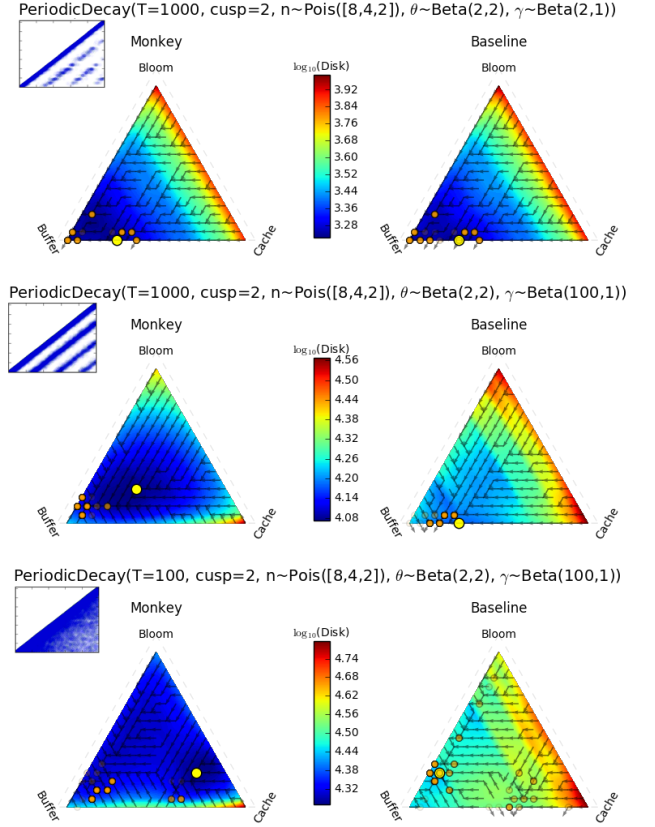 PeriodicDecay(T=1000, cusp=2, n~Pois([8,4,2]), θ~Beta(2,2), γ~Beta(2,1))
Monkey
Baseline
log₁₀(Disk)
Bloom
Bloom
3.92
3.84
3.76
3.68
3.60
3.52
3.44
3.36
3.28
Buffer
Cache
Buffer
Cache
PeriodicDecay(T=1000, cusp=2, n~Pois([8,4,2]), θ~Beta(2,2), γ~Beta(100,1))
Monkey
Baseline
log₁₀(Disk)
Bloom
Bloom
4.56
4.50
4.44
4.38
4.32
4.26
4.20
4.14
4.08
Buffer
Cache
Buffer
Cache
PeriodicDecay(T=100, cusp=2, n~Pois([8,4,2]), θ~Beta(2,2), γ~Beta(100,1))
Monkey
Baseline
log₁₀(Disk)
Bloom
Bloom
4.74
4.68
4.62
4.56
4.50
4.44
4.38
4.32
Buffer
Cache
Buffer
Cache